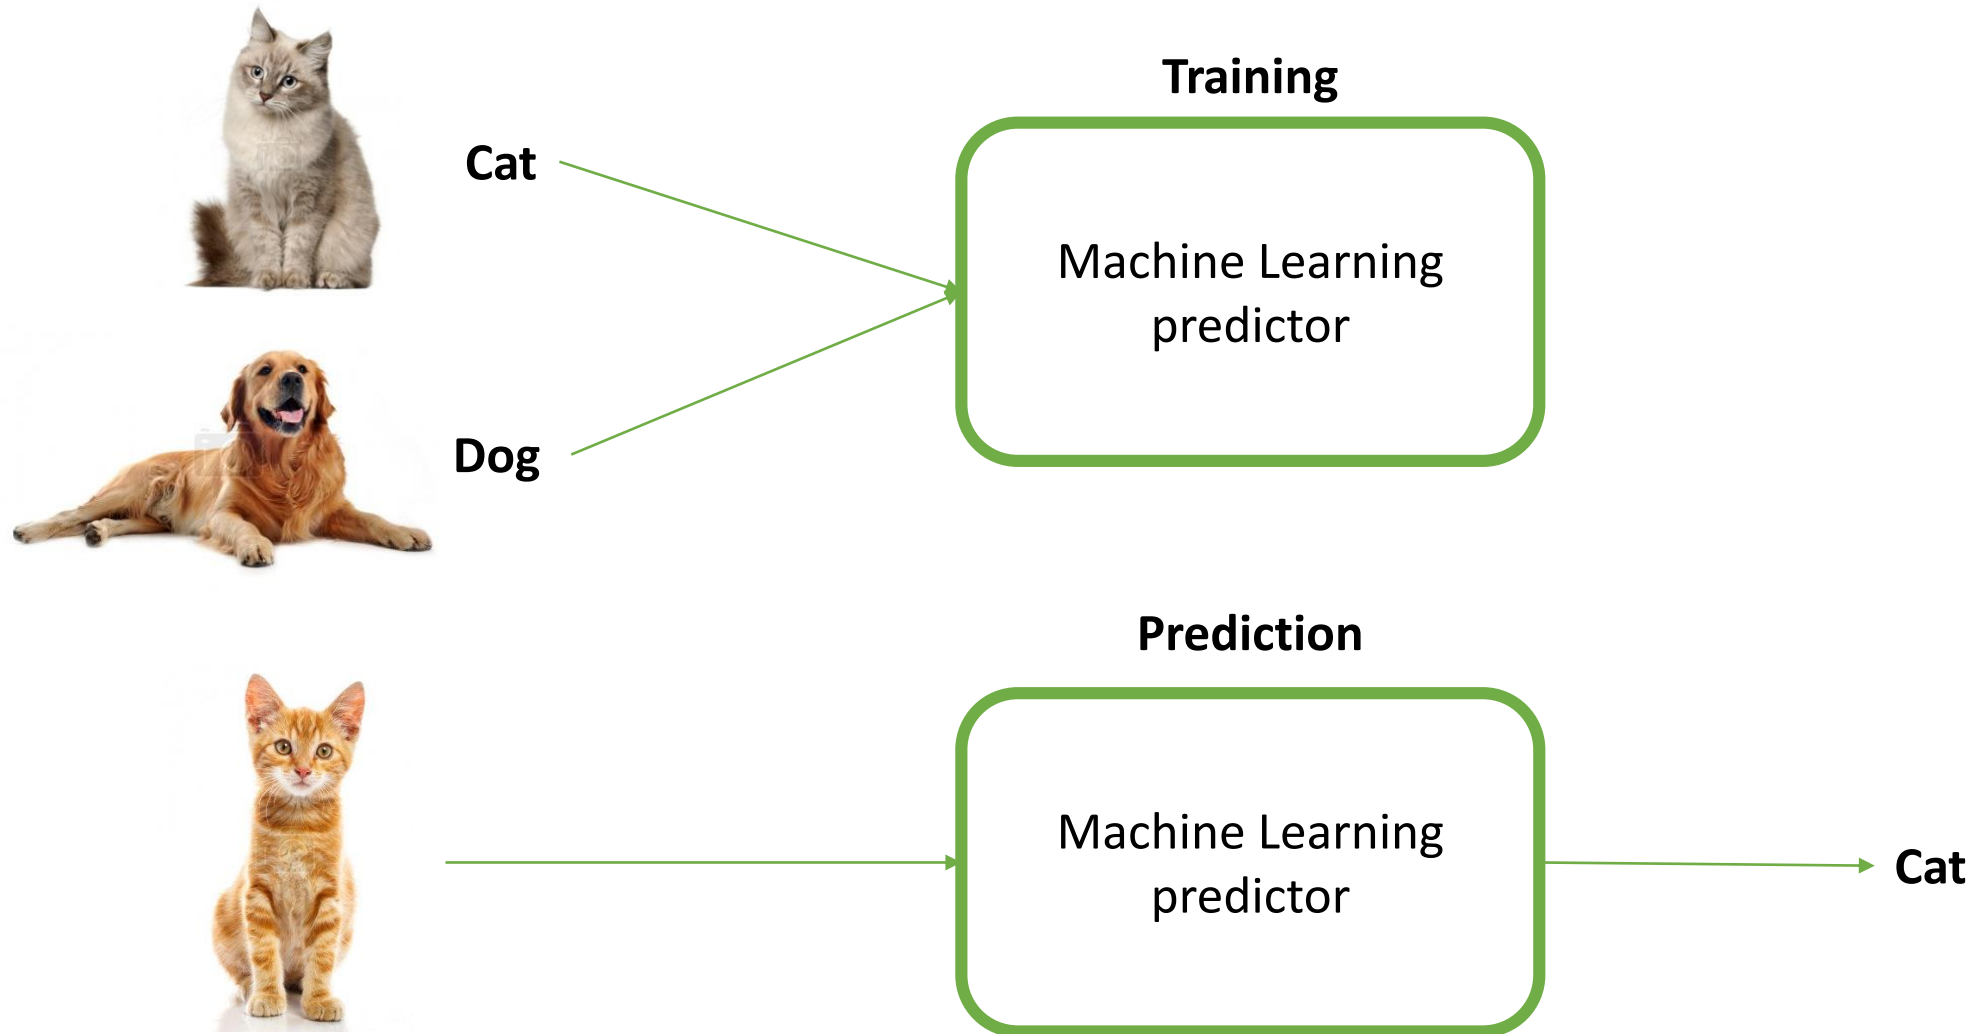 Training
Cat
Machine Learning
predictor
Dog
Prediction
Machine Learning
predictor
Cat